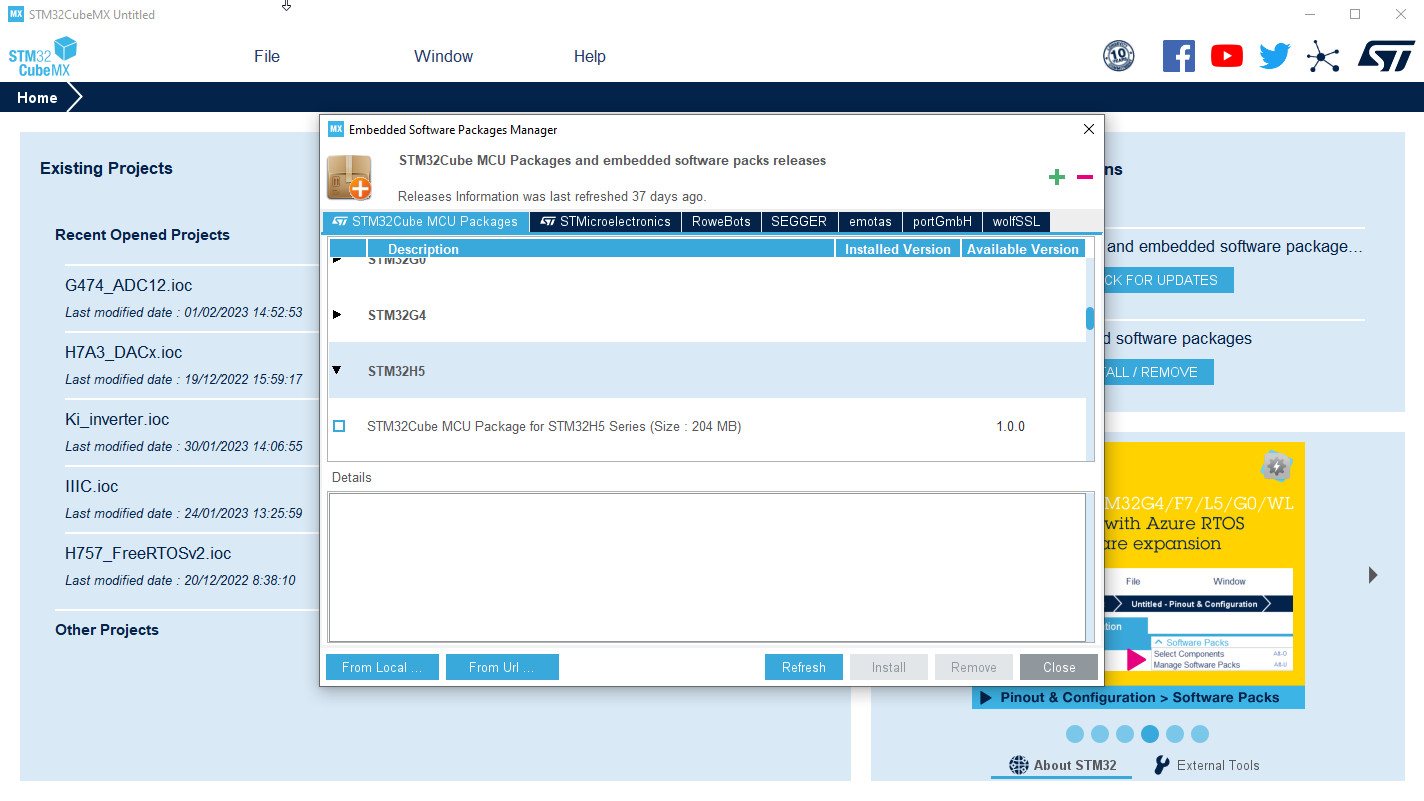 MX STM32CubeMX Untitled
STM32
CubeMX
File
Window
Help
10
Home
Existing Projects
Recent Opened Projects
G474_ADC12.ioc
Last modified date : 01/02/2023 14:52:53
H7A3_DACx.ioc
Last modified date : 19/12/2022 15:59:17
Ki_inverter.ioc
Last modified date : 30/01/2023 14:06:55
IIIC.ioc
Last modified date : 24/01/2023 13:25:59
H757_FreeRTOSv2.ioc
Last modified date : 20/12/2022 8:38:10
Other Projects
MX Embedded Software Packages Manager
STM32Cube MCU Packages and embedded software packs releases
Releases Information was last refreshed 37 days ago.
STM32Cube MCU Packages
STMicroelectronics
RoweBots
SEGGER
emotas
portGmbH
wolfSSL
Description
Installed Version
Available Version
STM32G0
STM32G4
STM32H5
STM32Cube MCU Package for STM32H5 Series (Size : 204 MB)
1.0.0
Details
From Local ...
From Url ...
Refresh
Install
Remove
Close
ns
and embedded software package...
CK FOR UPDATES
d software packages
ALL / REMOVE
M32G4/F7/L5/G0/WL
with Azure RTOS
are expansion
File
Window
Untitled - Pinout & Configuration
tion
Software Packs
Select Components Alt-O
Manage Software Packs Alt-U
Pinout & Configuration > Software Packs
About STM32
External Tools